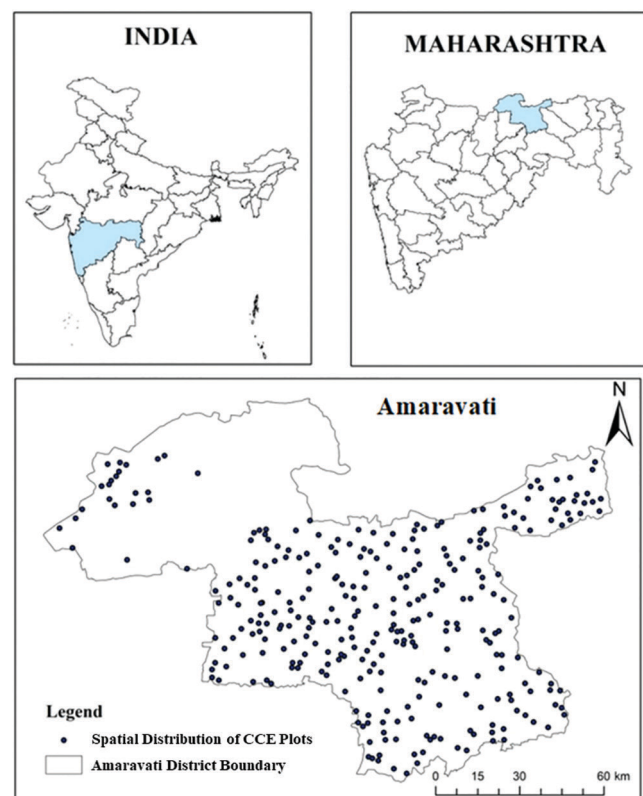 INDIA
MAHARASHTRA
Amaravati
N
Legend
Spatial Distribution of CCE Plots
Amaravati District Boundary
0 15 30 60 km